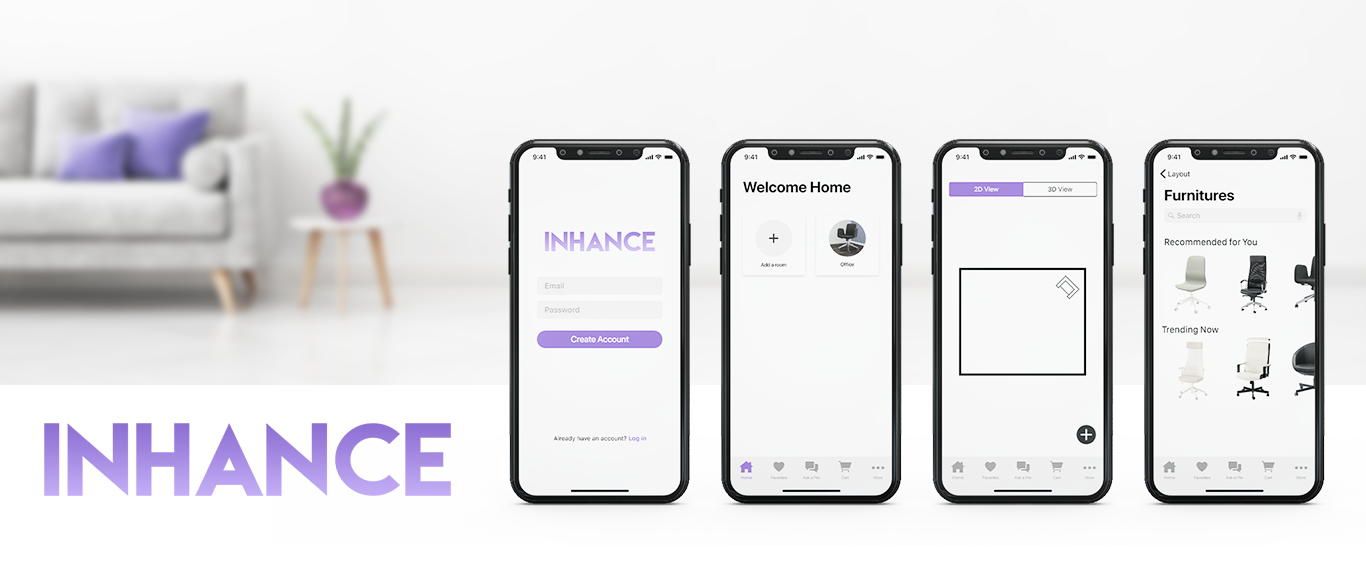 INHANCE
9:41
INHANCE
Email
Password
Create Account
Already have an account? Log in
9:41
Welcome Home
Add a room
Office
Home
Favorites
Ask a Pro
Cart
More
9:41
2D View
3D View
Home
Favorites
Ask a Pro
Cart
More
9:41
Layout
Furnitures
Search
Recommended for You
Trending Now
Home
Favorites
Ask a Pro
Cart
More